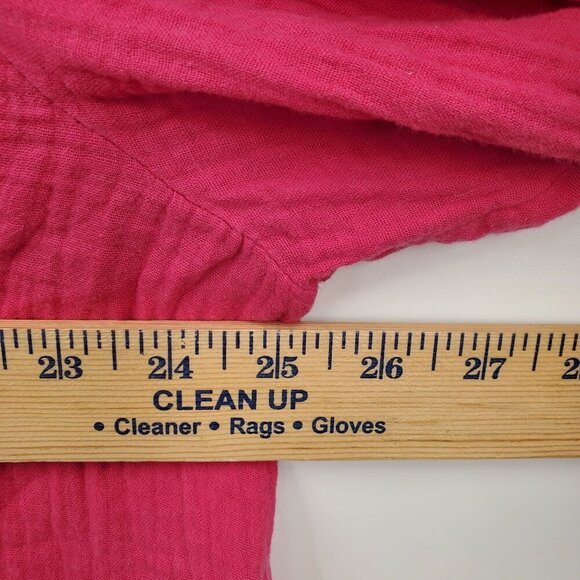 23 24 25 26 27
CLEAN UP
• Cleaner • Rags • Gloves